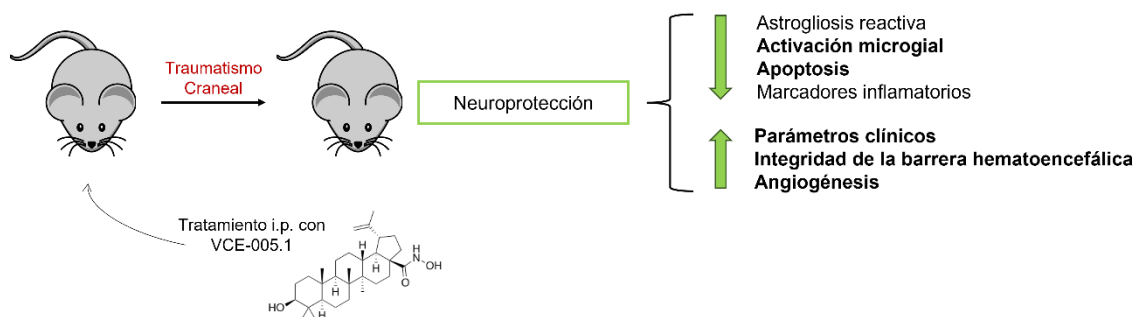 Traumatismo
Craneal
Neuroprotección
Astrogliosis reactiva
Activación microgial
Apoptosis
Marcadores inflamatorios
Parámetros clínicos
Integridad de la barrera hematoencefálica
Angiogénesis
Tratamiento i.p. con
VCE-005.1
H
H
H
H
H
N
OH
O
HO